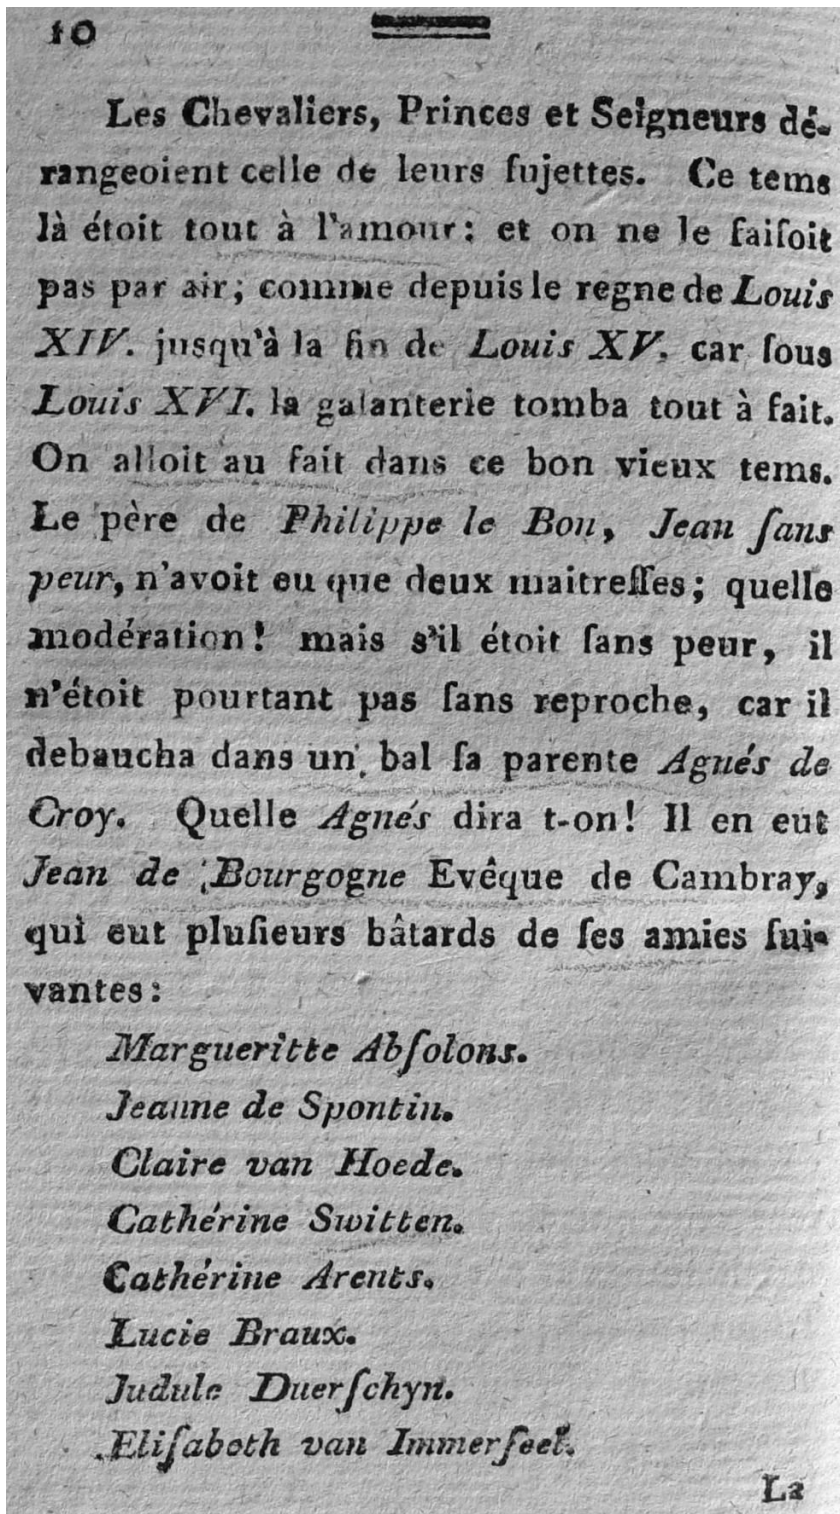 10
Les Chevaliers, Princes et Seigneurs dé-
rangeoient celle de leurs ſujettes. Ce tems
là étoit tout à l'amour; et on ne le faiſoit
pas par air; comme depuis le regne de Louis
XIV. jusqu'à la fin de Louis XV. car ſous
Louis XVI. la galanterie tomba tout à fait.
On alloit au fait dans ce bon vieux tems.
Le père de Philippe le Bon, Jean ſans
peur, n'avoit eu que deux maitreſſes; quelle
modération! mais s'il étoit ſans peur, il
n'étoit pourtant pas ſans reproche, car il
debaucha dans un bal ſa parente Agnés de
Croy. Quelle Agnés dira t-on! Il en eut
Jean de Bourgogne Evêque de Cambray,
qui eut pluſieurs bâtards de ſes amies ſui-
vantes:
Margueritte Abſolons.
Jeanne de Spontin.
Claire van Hoede.
Cathérine Switten.
Cathérine Arents.
Lucie Braux.
Judule Duerſchyn.
Eliſabeth van Immerſeel.
La